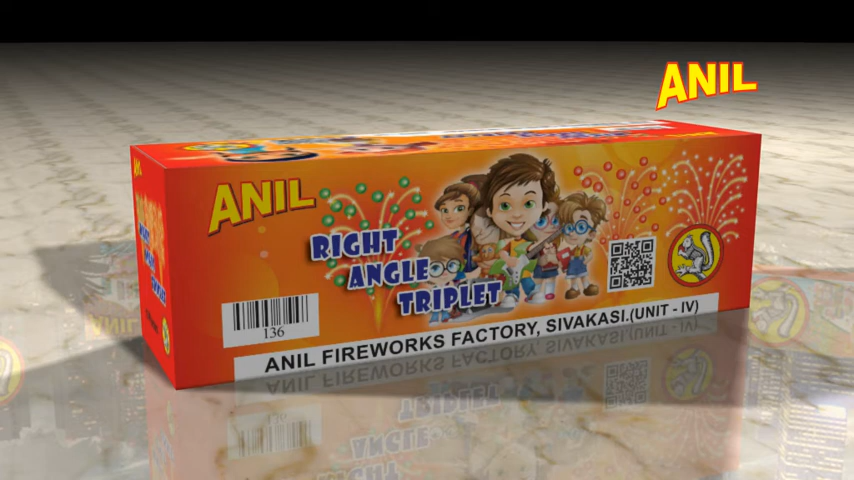 ANIL
ANIL
RIGHT
ANGLE
TRIPLET
136
ANIL FIREWORKS FACTORY, SIVAKASI.(UNIT - IV)